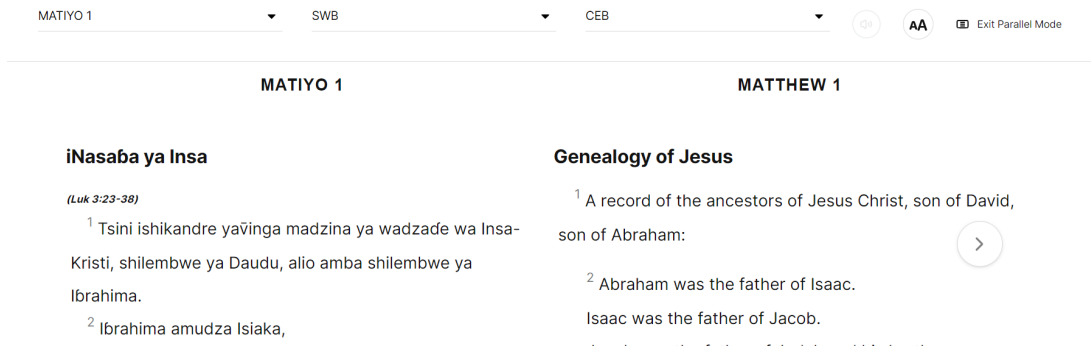 MATIYO 1
SWB
CEB
AA
Exit Parallel Mode
MATIYO 1
iNasaɓa ya Insa
(Luk 3:23-38)
1 Tsini ishikandre yav̄inga madzina ya wadzaɗe wa Insa-
Kristi, shilembwe ya Daudu, alio amba shilembwe ya
Iɓrahima.
2 Iɓrahima amudza Isiaka,
MATTHEW 1
Genealogy of Jesus
1 A record of the ancestors of Jesus Christ, son of David,
son of Abraham:
2 Abraham was the father of Isaac.
Isaac was the father of Jacob.